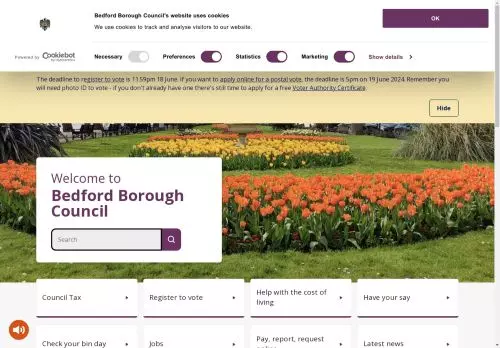 Bedford Borough Council's website uses cookies
We use cookies to track and analyse visitors to our website.
OK
Powered by Cookiebot
Necessary
Preferences
Statistics
Marketing
Show details
The deadline to register to vote is 11:59pm 18 June. If you want to apply online for a postal vote, the deadline is 5pm on 19 June 2024. Remember you
will need photo ID to vote - if you don't already have one there's still time to apply for a free Voter Authority Certificate.
Hide
Welcome to
Bedford Borough
Council
Search
Council Tax
Register to vote
Help with the cost of
living
Have your say
Check your bin day
Jobs
Pay, report, request
Latest news